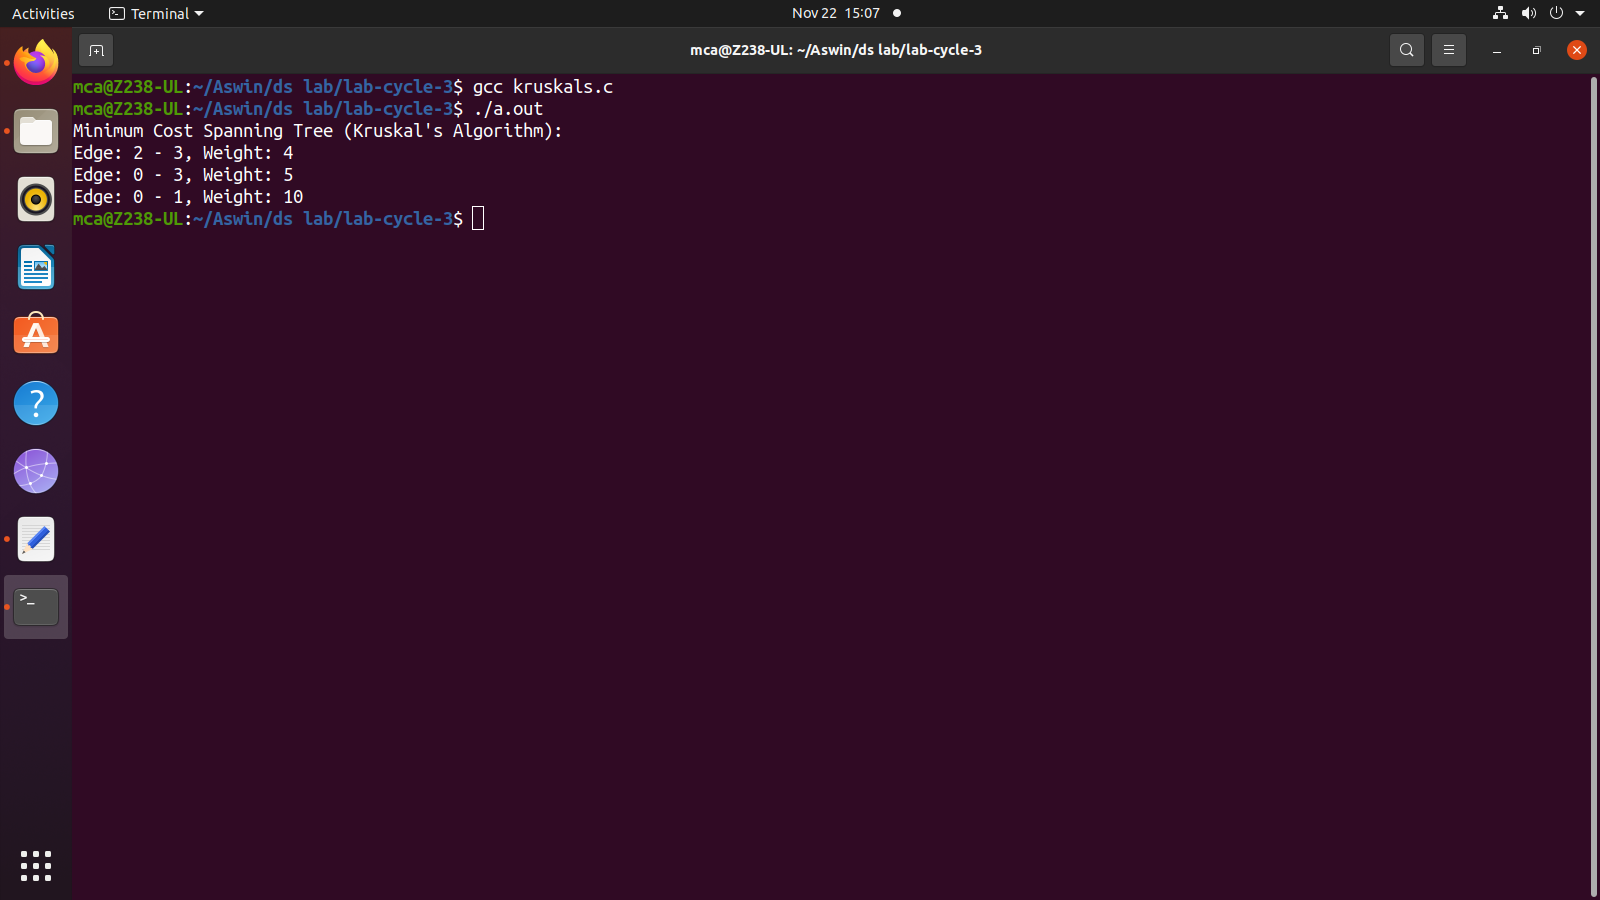 Activities
Terminal
Nov 22 15:07
mca@Z238-UL: ~/Aswin/ds lab/lab-cycle-3
mca@Z238-UL:~/Aswin/ds lab/lab-cycle-3$ gcc kruskals.c
mca@Z238-UL:~/Aswin/ds lab/lab-cycle-3$ ./a.out
Minimum Cost Spanning Tree (Kruskal's Algorithm):
Edge: 2 - 3, Weight: 4
Edge: 0 - 3, Weight: 5
Edge: 0 - 1, Weight: 10
mca@Z238-UL:~/Aswin/ds lab/lab-cycle-3$